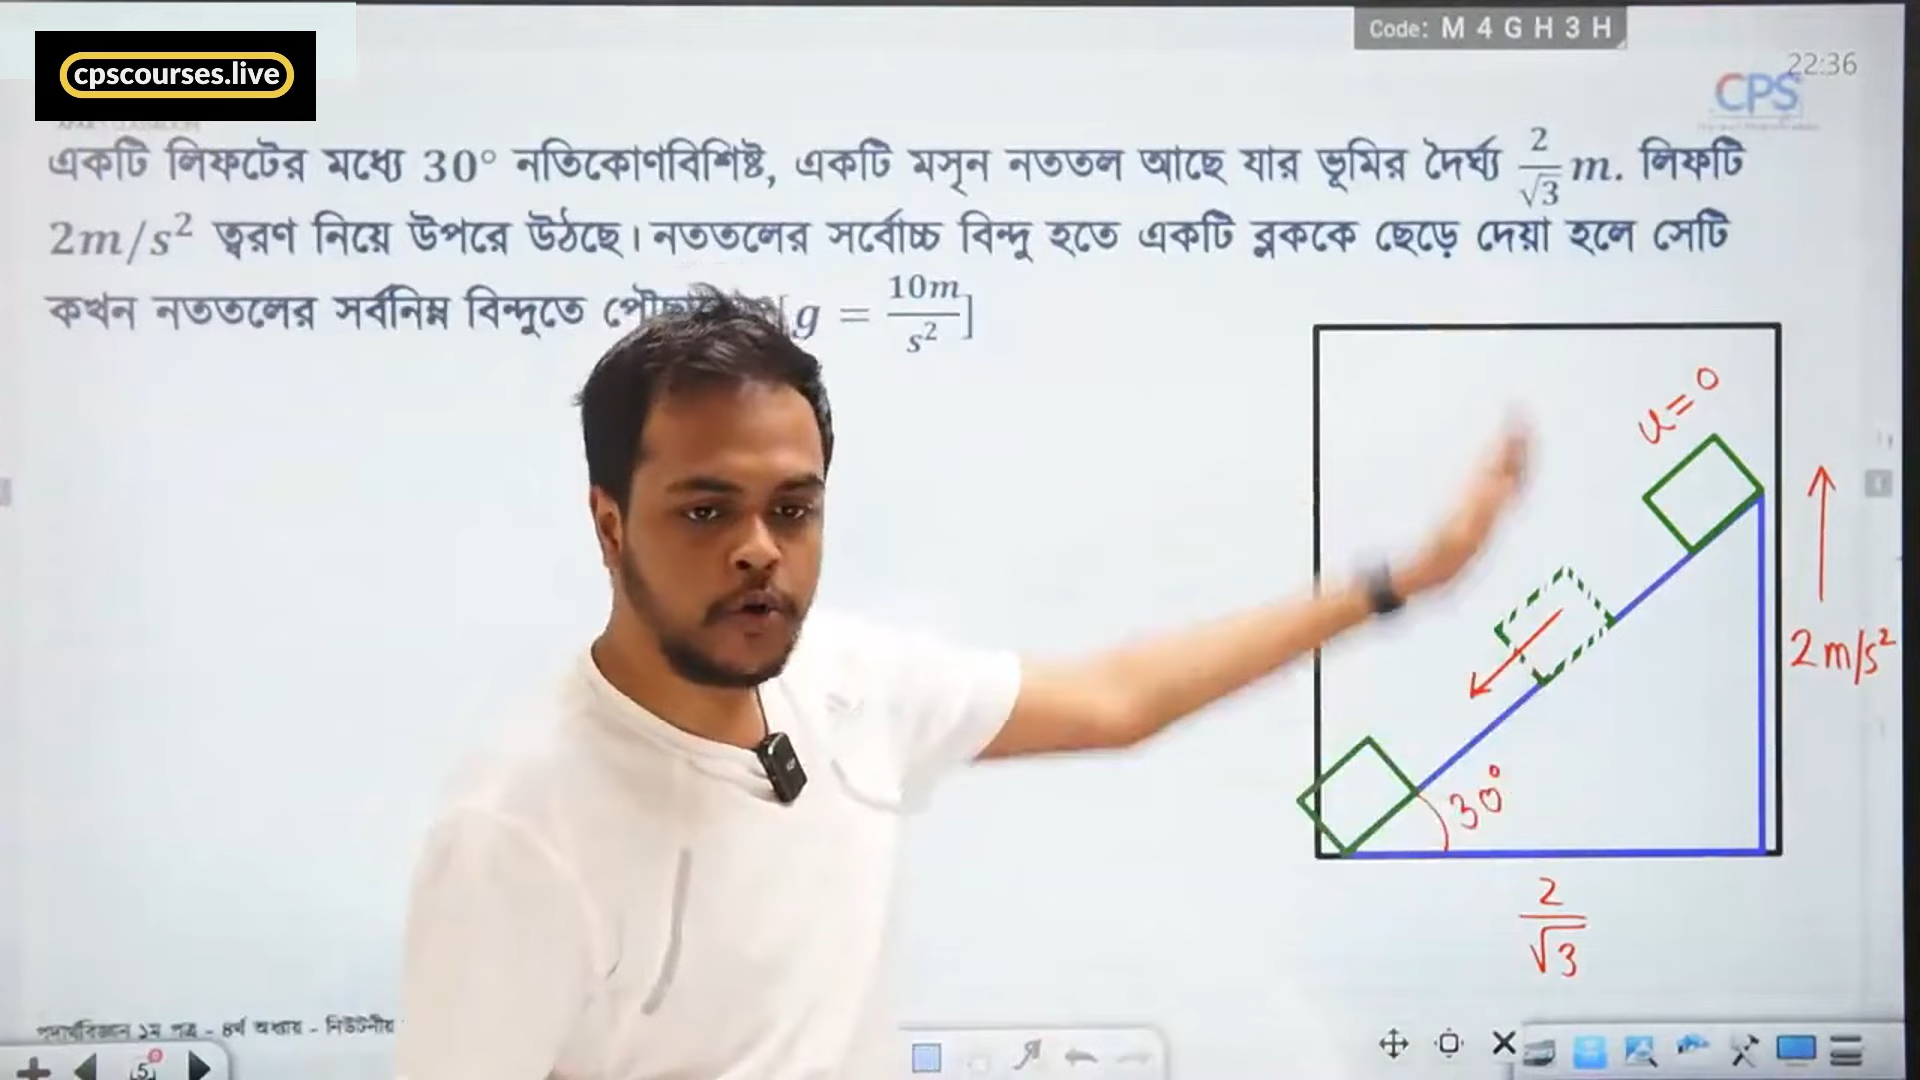 Code: M 4 G H 3 H
cpscourses.live
22:36
CPS
একটি লিফটের মধ্যে 30° নতিকোণবিশিষ্ট, একটি মসৃন নততল আছে যার ভূমির দৈর্ঘ্য 2/√3 m. লিফটি
2m/s² ত্বরণ নিয়ে উপরে উঠছে। নততলের সর্বোচ্চ বিন্দু হতে একটি ব্লককে ছেড়ে দেয়া হলে সেটি
কখন নততলের সর্বনিম্ন বিন্দুতে [g = 10m/s²]
u = 0
2 m/s²
30°
2/√3
পদার্থবিজ্ঞান ১ম পত্র - ৪র্থ অধ্যায় - নিউটনীয়
5